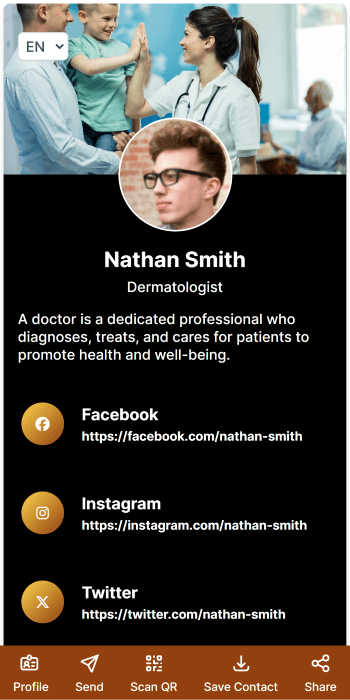 EN
Nathan Smith
Dermatologist
A doctor is a dedicated professional who
diagnoses, treats, and cares for patients to
promote health and well-being.
Facebook
https://facebook.com/nathan-smith
Instagram
https://instagram.com/nathan-smith
Twitter
https://twitter.com/nathan-smith
Profile Send Scan QR Save Contact Share